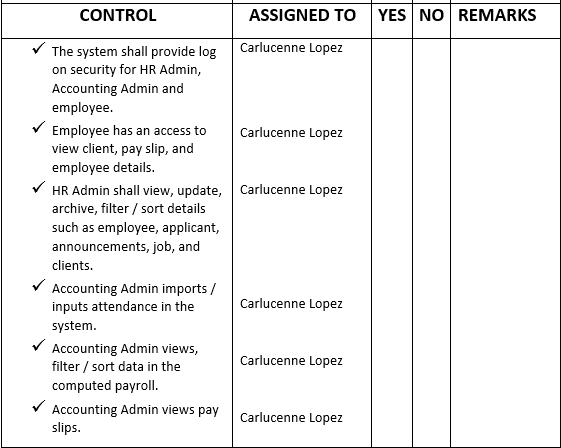 CONTROL ASSIGNED TO YES NO REMARKS
✓ The system shall provide log Carlucenne Lopez
on security for HR Admin,
Accounting Admin and
employee.
✓ Employee has an access to Carlucenne Lopez
view client, pay slip, and
employee details.
✓ HR Admin shall view, update, Carlucenne Lopez
archive, filter / sort details
such as employee, applicant,
announcements, job, and
clients.
✓ Accounting Admin imports /
inputs attendance in the Carlucenne Lopez
system.
✓ Accounting Admin views,
filter / sort data in the Carlucenne Lopez
computed payroll.
✓ Accounting Admin views pay Carlucenne Lopez
slips.